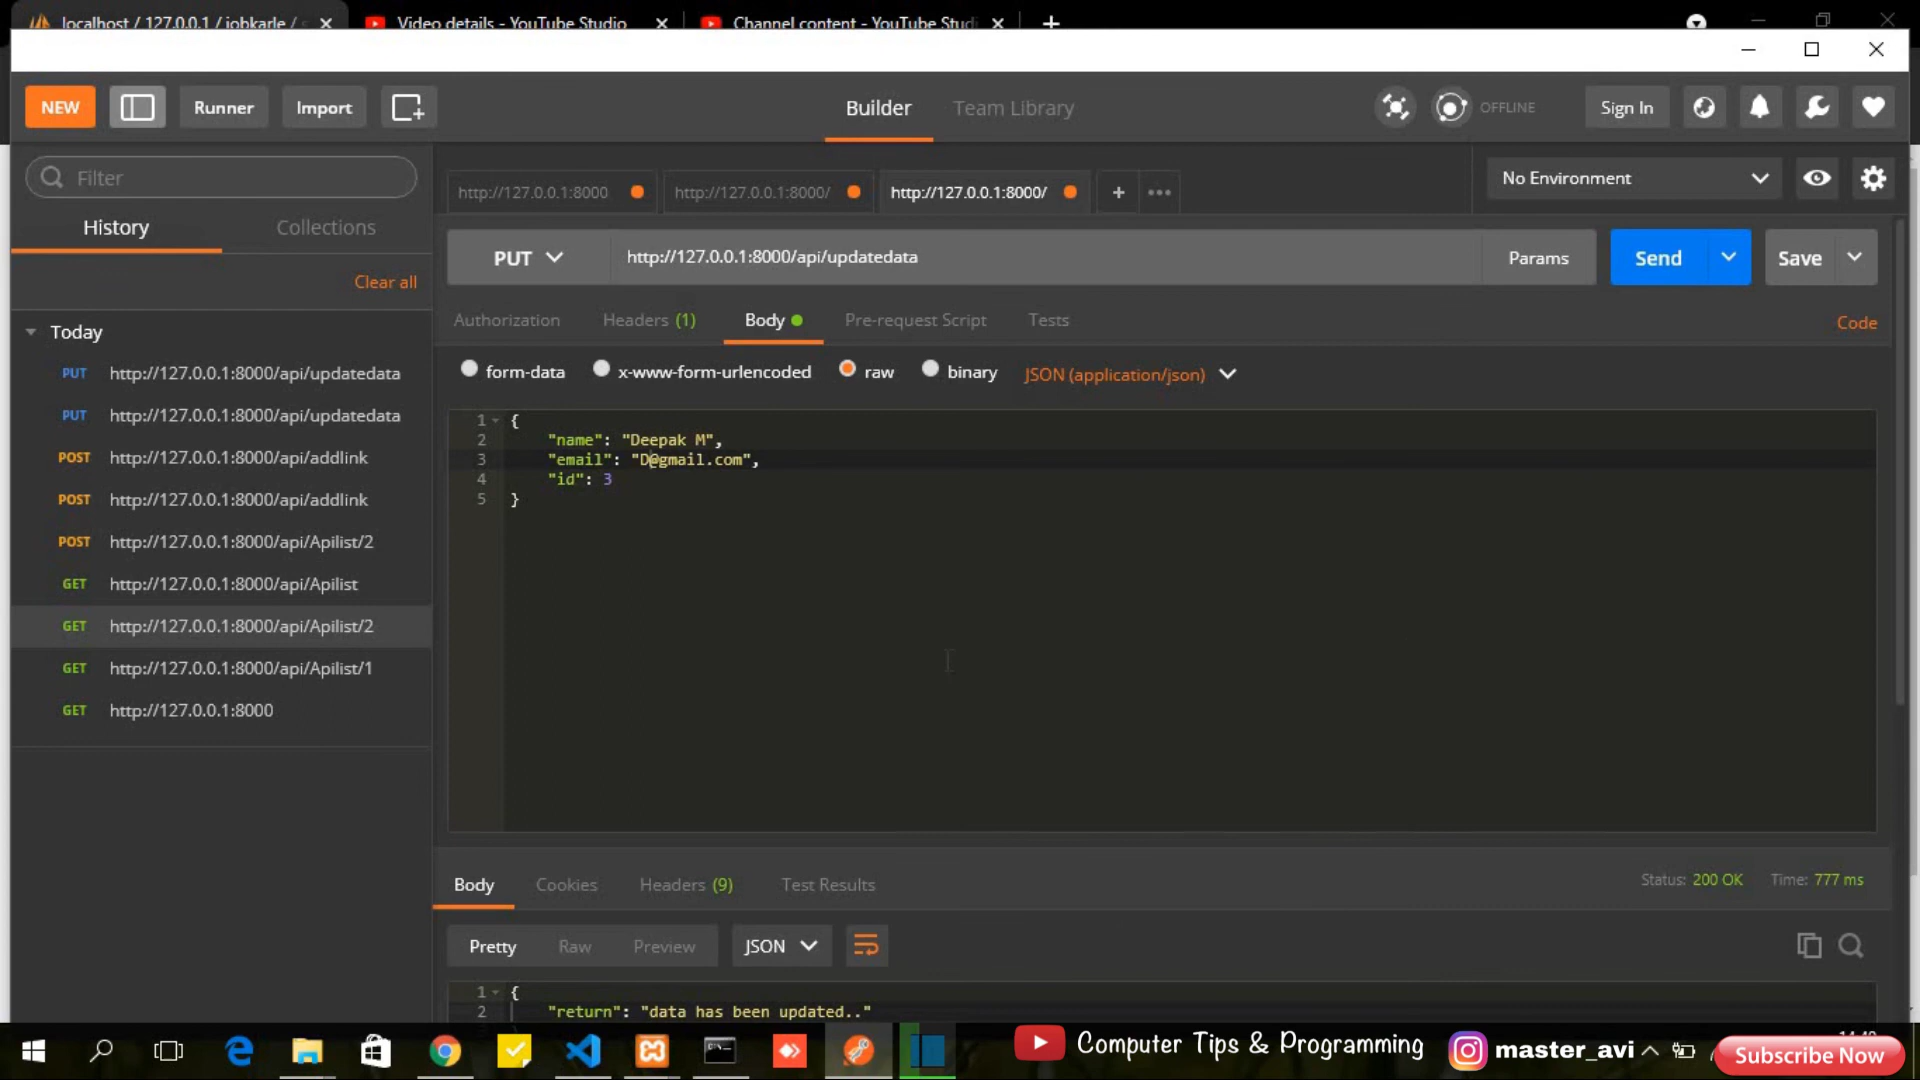 localhost / 127.0.0.1 / jobkarle /
Video details - YouTube Studio
Channel content - YouTube Studi
NEW
Runner
Import
Builder
Team Library
OFFLINE
Sign In
Filter
http://127.0.0.1:8000
http://127.0.0.1:8000/
http://127.0.0.1:8000/
No Environment
History
Collections
PUT
http://127.0.0.1:8000/api/updatedata
Params
Send
Save
Clear all
Authorization
Headers (1)
Body
Pre-request Script
Tests
Code
Today
form-data
x-www-form-urlencoded
raw
binary
JSON (application/json)
PUT http://127.0.0.1:8000/api/updatedata
PUT http://127.0.0.1:8000/api/updatedata
POST http://127.0.0.1:8000/api/addlink
POST http://127.0.0.1:8000/api/addlink
POST http://127.0.0.1:8000/api/Apilist/2
GET http://127.0.0.1:8000/api/Apilist
GET http://127.0.0.1:8000/api/Apilist/2
GET http://127.0.0.1:8000/api/Apilist/1
GET http://127.0.0.1:8000
1 {
2 "name": "Deepak M",
3 "email": "D@gmail.com",
4 "id": 3
5 }
Body
Cookies
Headers (9)
Test Results
Status: 200 OK
Time: 777 ms
Pretty
Raw
Preview
JSON
1 {
2 "return": "data has been updated.."
Computer Tips & Programming
master_avi
Subscribe Now